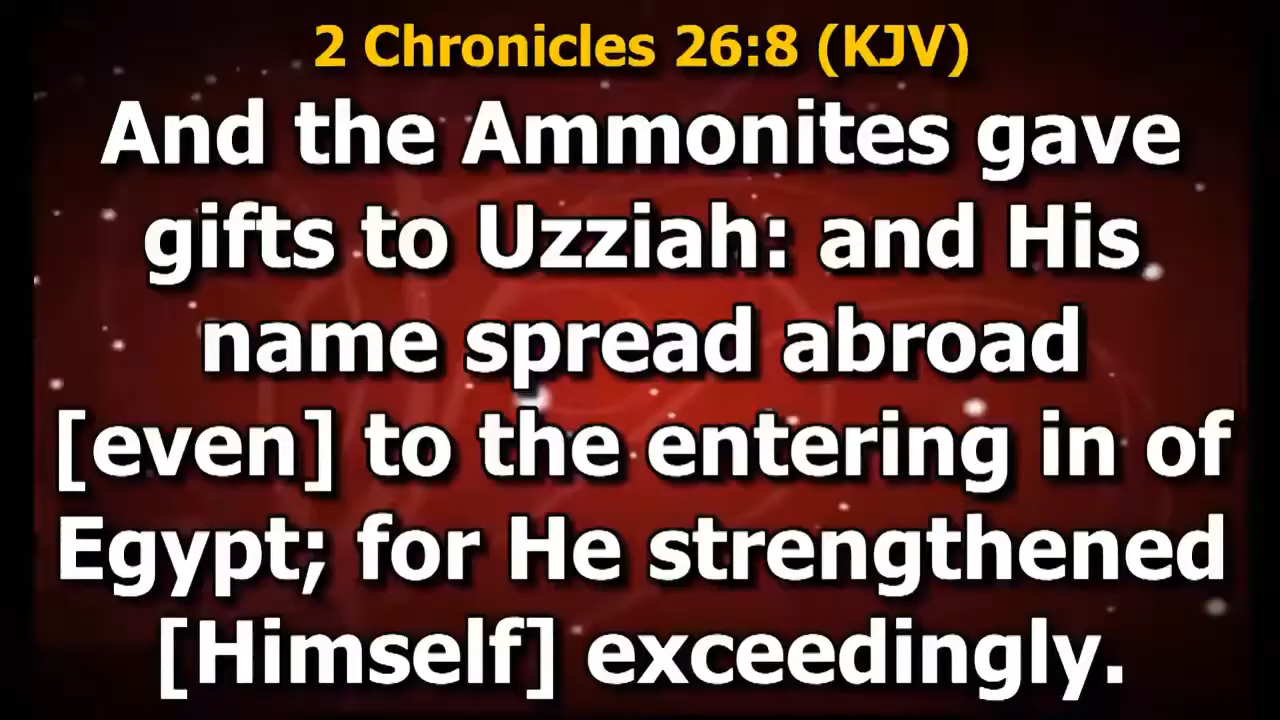 2 Chronicles 26:8 (KJV)
And the Ammonites gave
gifts to Uzziah: and His
name spread abroad
[even] to the entering in of
Egypt; for He strengthened
[Himself] exceedingly.